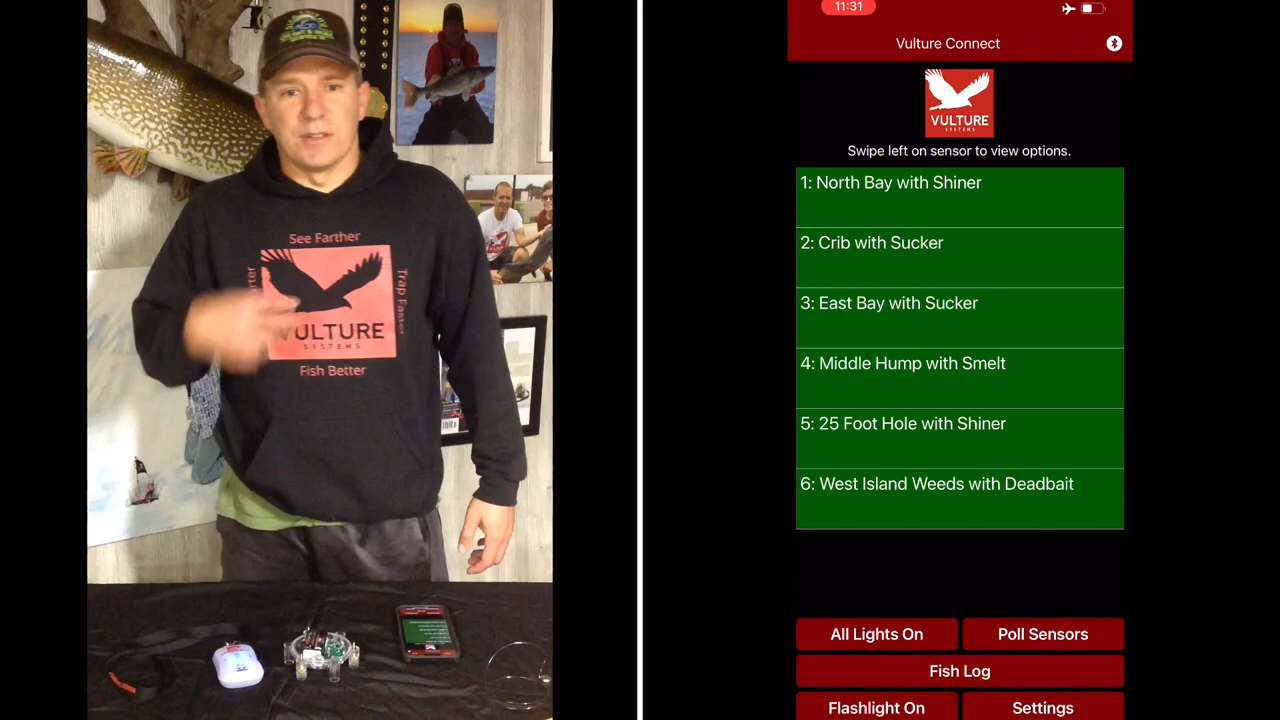 See Farther
Trap Faster
VULTURE
SYSTEMS
Fish Better
11:31
Vulture Connect
VULTURE
SYSTEMS
Swipe left on sensor to view options.
1: North Bay with Shiner
2: Crib with Sucker
3: East Bay with Sucker
4: Middle Hump with Smelt
5: 25 Foot Hole with Shiner
6: West Island Weeds with Deadbait
All Lights On
Poll Sensors
Fish Log
Flashlight On
Settings